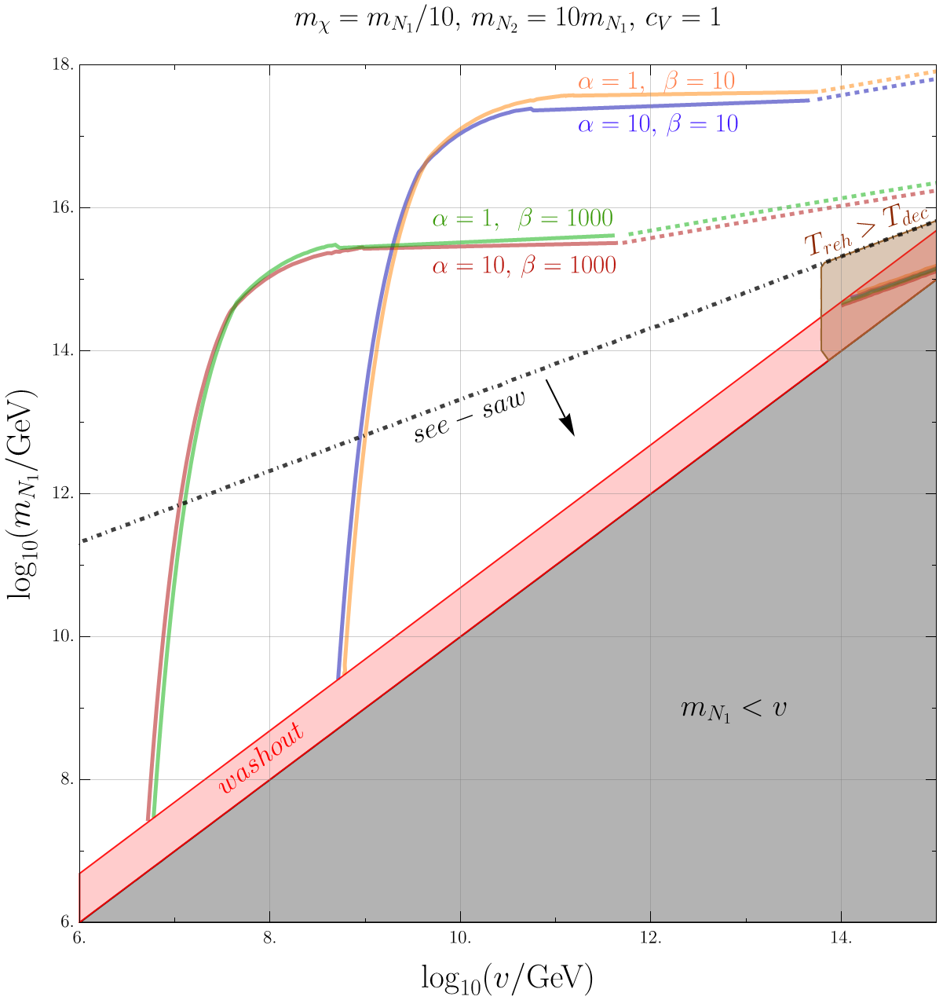 m_χ = m_{N_1}/10, m_{N_2} = 10m_{N_1}, c_V = 1
18.
16.
14.
12.
10.
8.
6.
log_{10}(m_{N_1}/GeV)
α = 1, β = 10
α = 10, β = 10
α = 1, β = 1000
α = 10, β = 1000
T_{reh} > T_{dec}
see − saw
m_{N_1} < v
washout
6.
8.
10.
12.
14.
log_{10}(v/GeV)